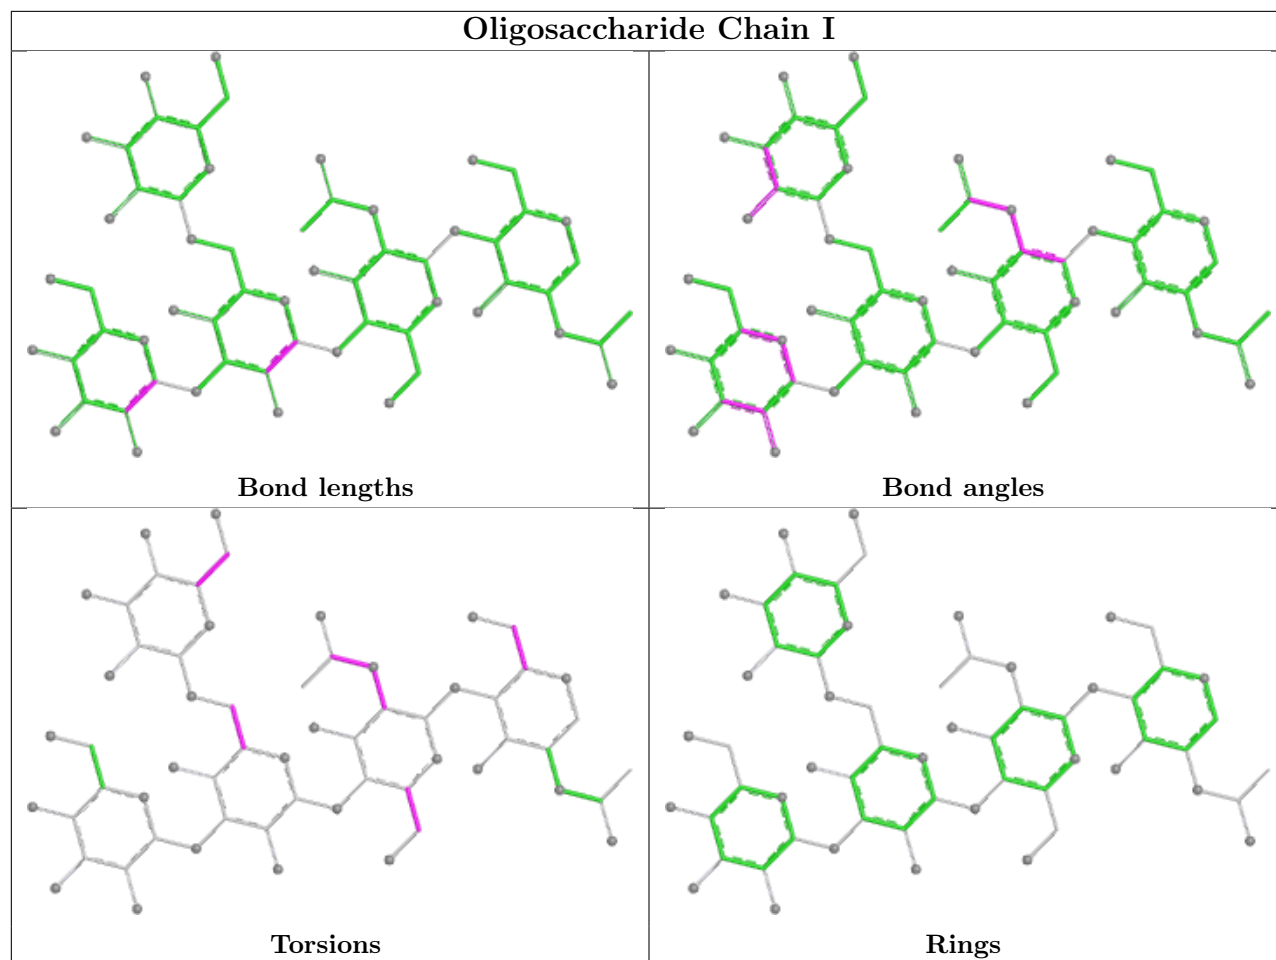 Oligosaccharide Chain I
Bond lengths
Bond angles
Torsions
Rings